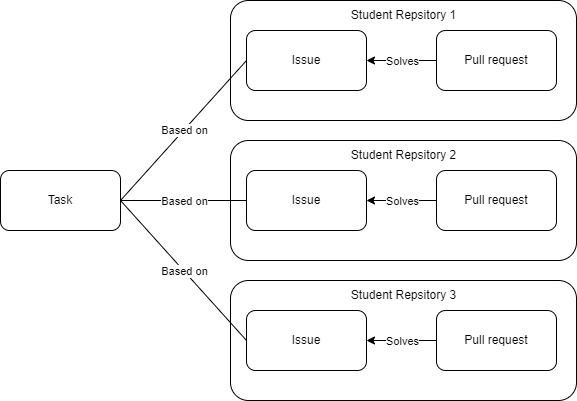 Student Repsitory 1
Issue
Solves
Pull request
Based on
Student Repsitory 2
Task
Based on
Issue
Solves
Pull request
Based on
Student Repsitory 3
Issue
Solves
Pull request